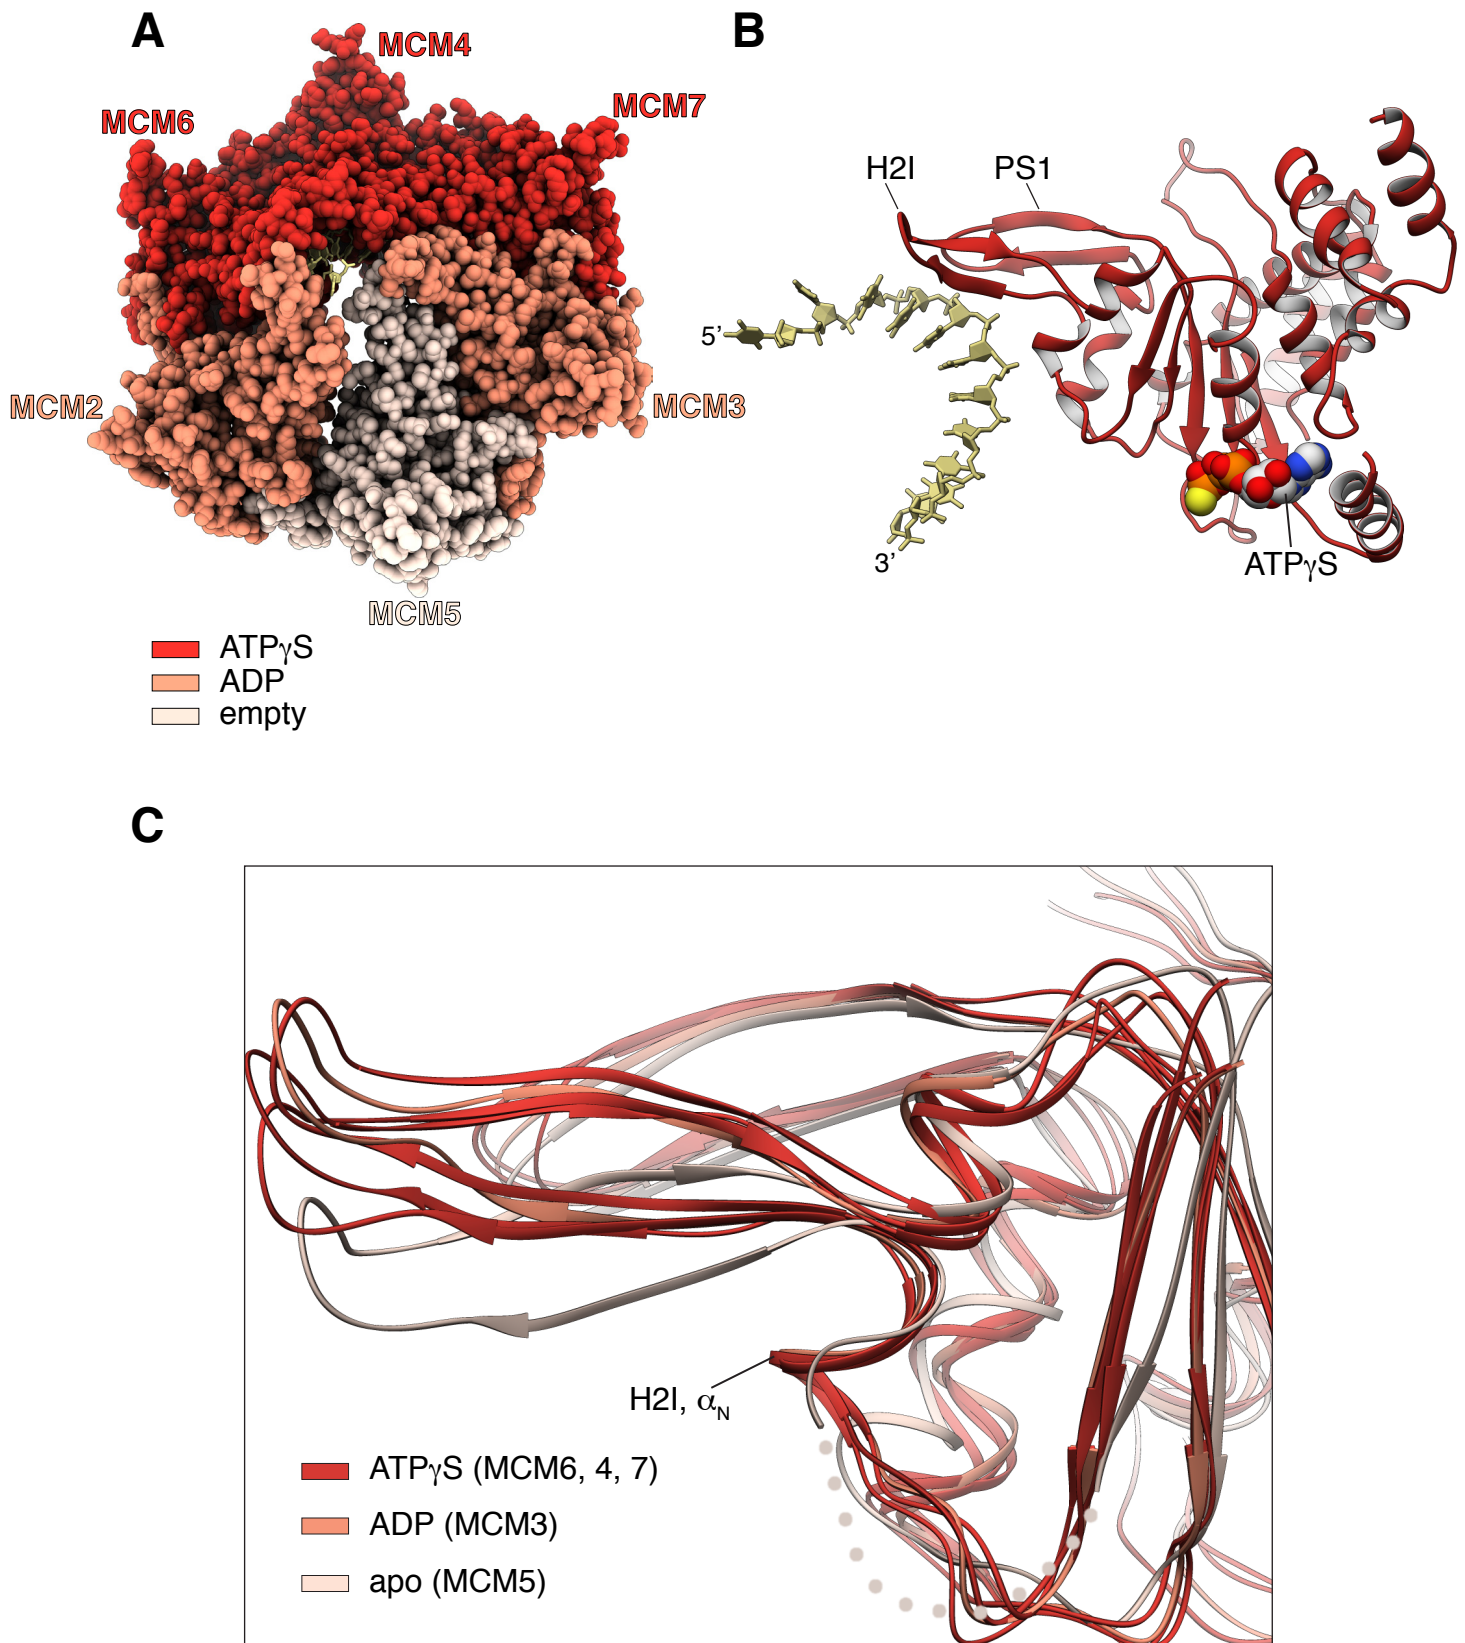 A
B
MCM4
MCM7
MCM6
H2I
PS1
5’
MCM2
MCM3
3’
ATPγS
MCM5
ATPγS
ADP
empty
C
H2I, αN
ATPγS (MCM6, 4, 7)
ADP (MCM3)
apo (MCM5)